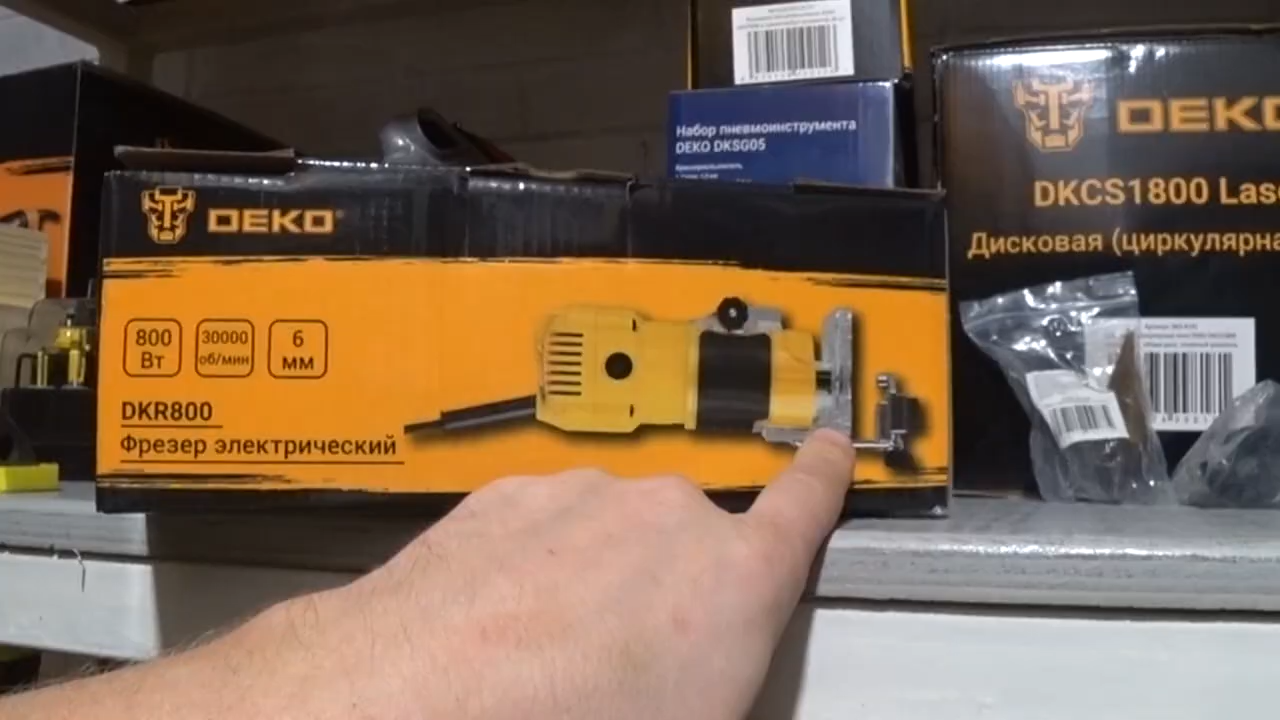 Набор пневмоинструмента
DEKO DKSG05
DEKO
DKCS1800
Дисковая (циркулярна
DEKO®
800
Вт
30000
об/мин
6
мм
DKR800
Фрезер электрический